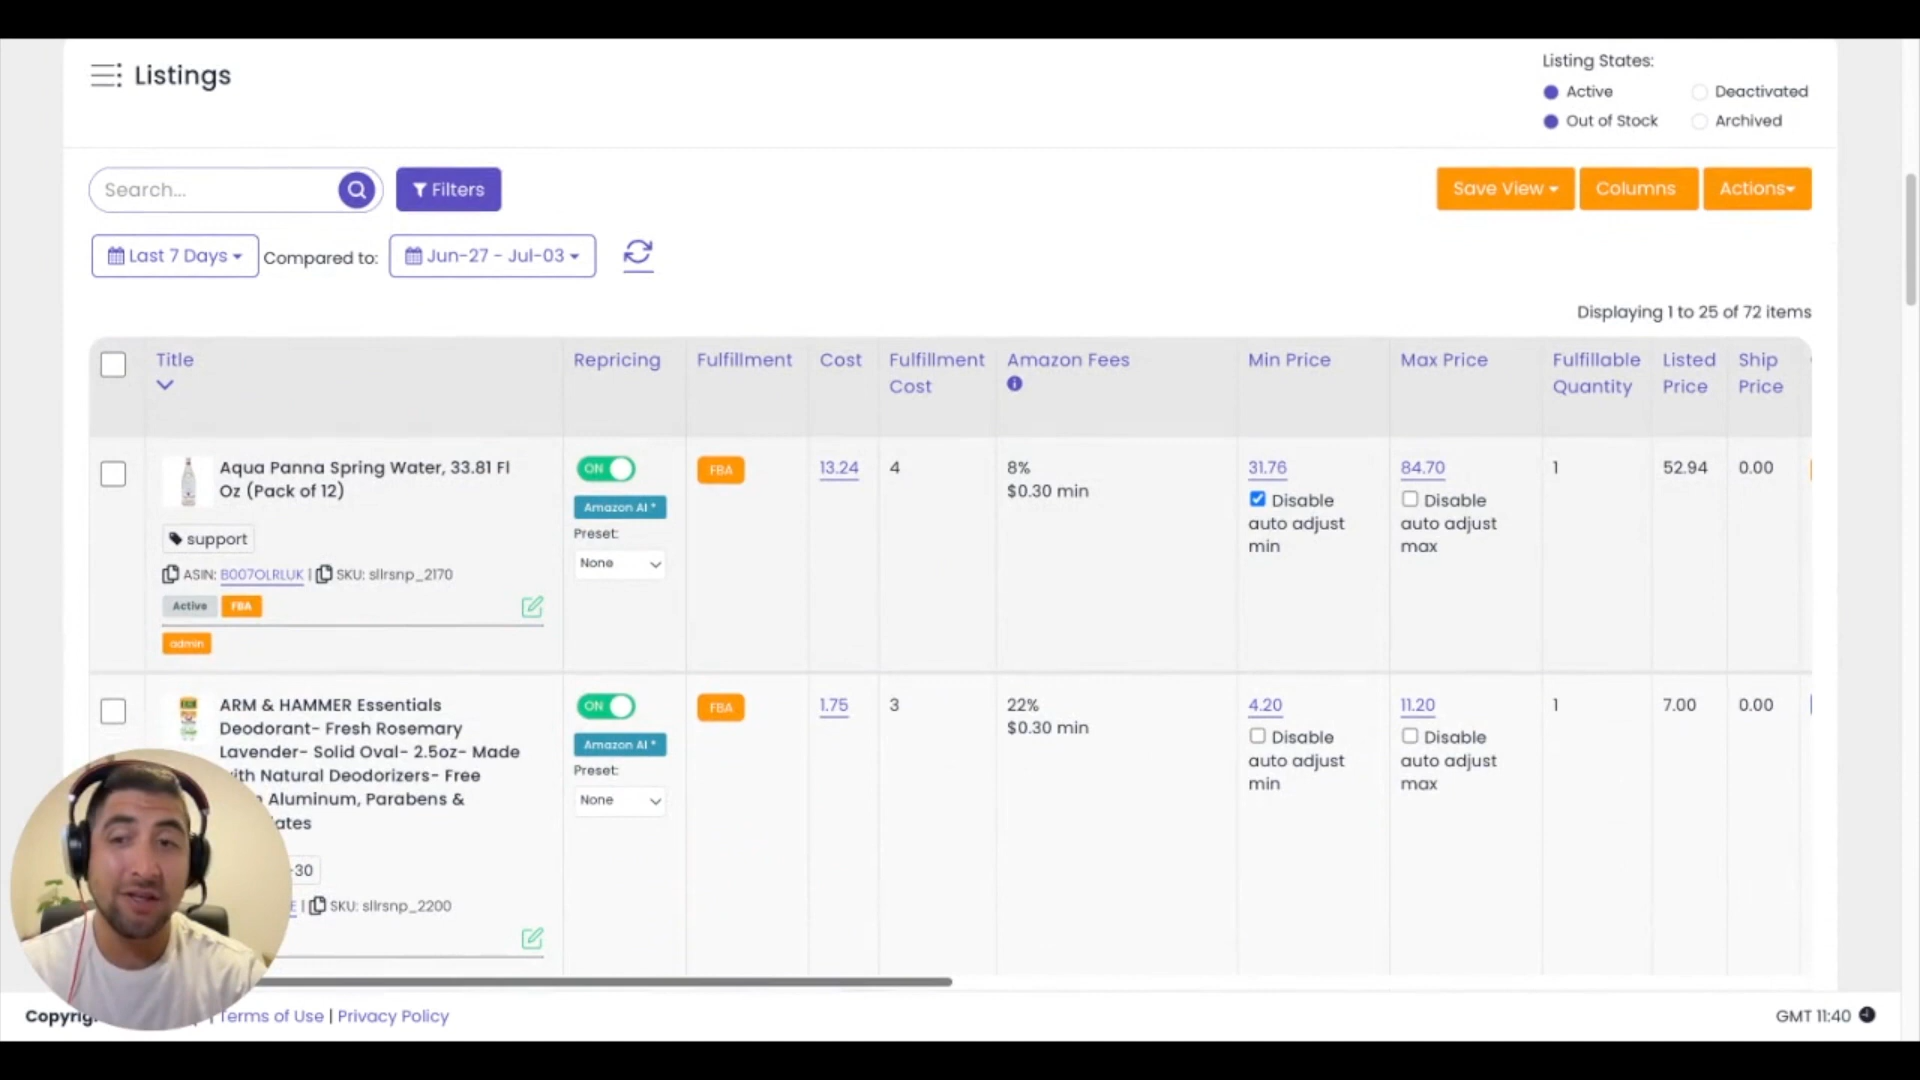 Listings
Listing States:
Active
Deactivated
Out of Stock
Archived
Search...
Filters
Save View
Columns
Actions
Last 7 Days
Compared to:
Jun-27 - Jul-03
Displaying 1 to 25 of 72 items
Title
Repricing
Fulfillment
Cost
Fulfillment
Cost
Amazon Fees
Min Price
Max Price
Fulfillable
Quantity
Listed
Price
Ship
Price
Aqua Panna Spring Water, 33.81 Fl
Oz (Pack of 12)
support
ASIN: B007OLRLUK | SKU: sllrsnp_2170
Active FBA
admin
ON
Amazon AI *
Preset:
None
FBA
13.24
4
8%
$0.30 min
31.76
Disable
auto adjust
min
84.70
Disable
auto adjust
max
1
52.94
0.00
ARM & HAMMER Essentials
Deodorant- Fresh Rosemary
Lavender- Solid Oval- 2.5oz- Made
ith Natural Deodorizers- Free
Aluminum, Parabens &
ates
-30
E | SKU: sllrsnp_2200
ON
Amazon AI *
Preset:
None
FBA
1.75
3
22%
$0.30 min
4.20
Disable
auto adjust
min
11.20
Disable
auto adjust
max
1
7.00
0.00
Copyrig | Terms of Use | Privacy Policy
GMT 11:40